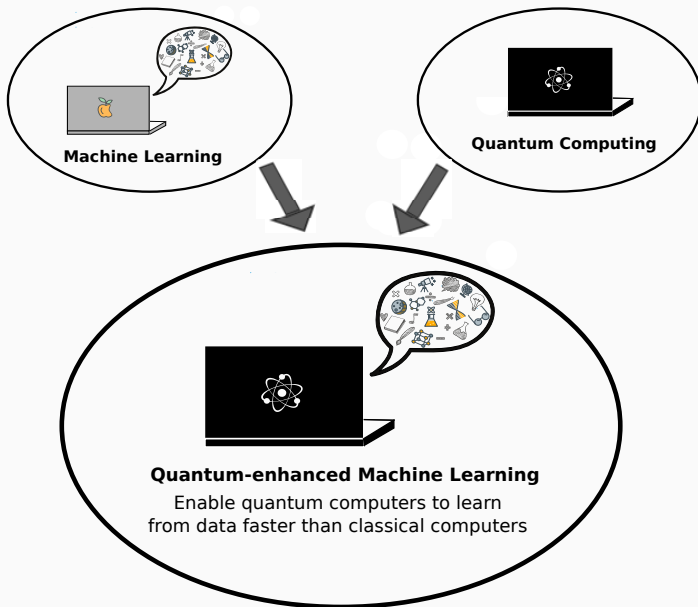 Machine Learning
Quantum Computing
Quantum-enhanced Machine Learning
Enable quantum computers to learn
from data faster than classical computers